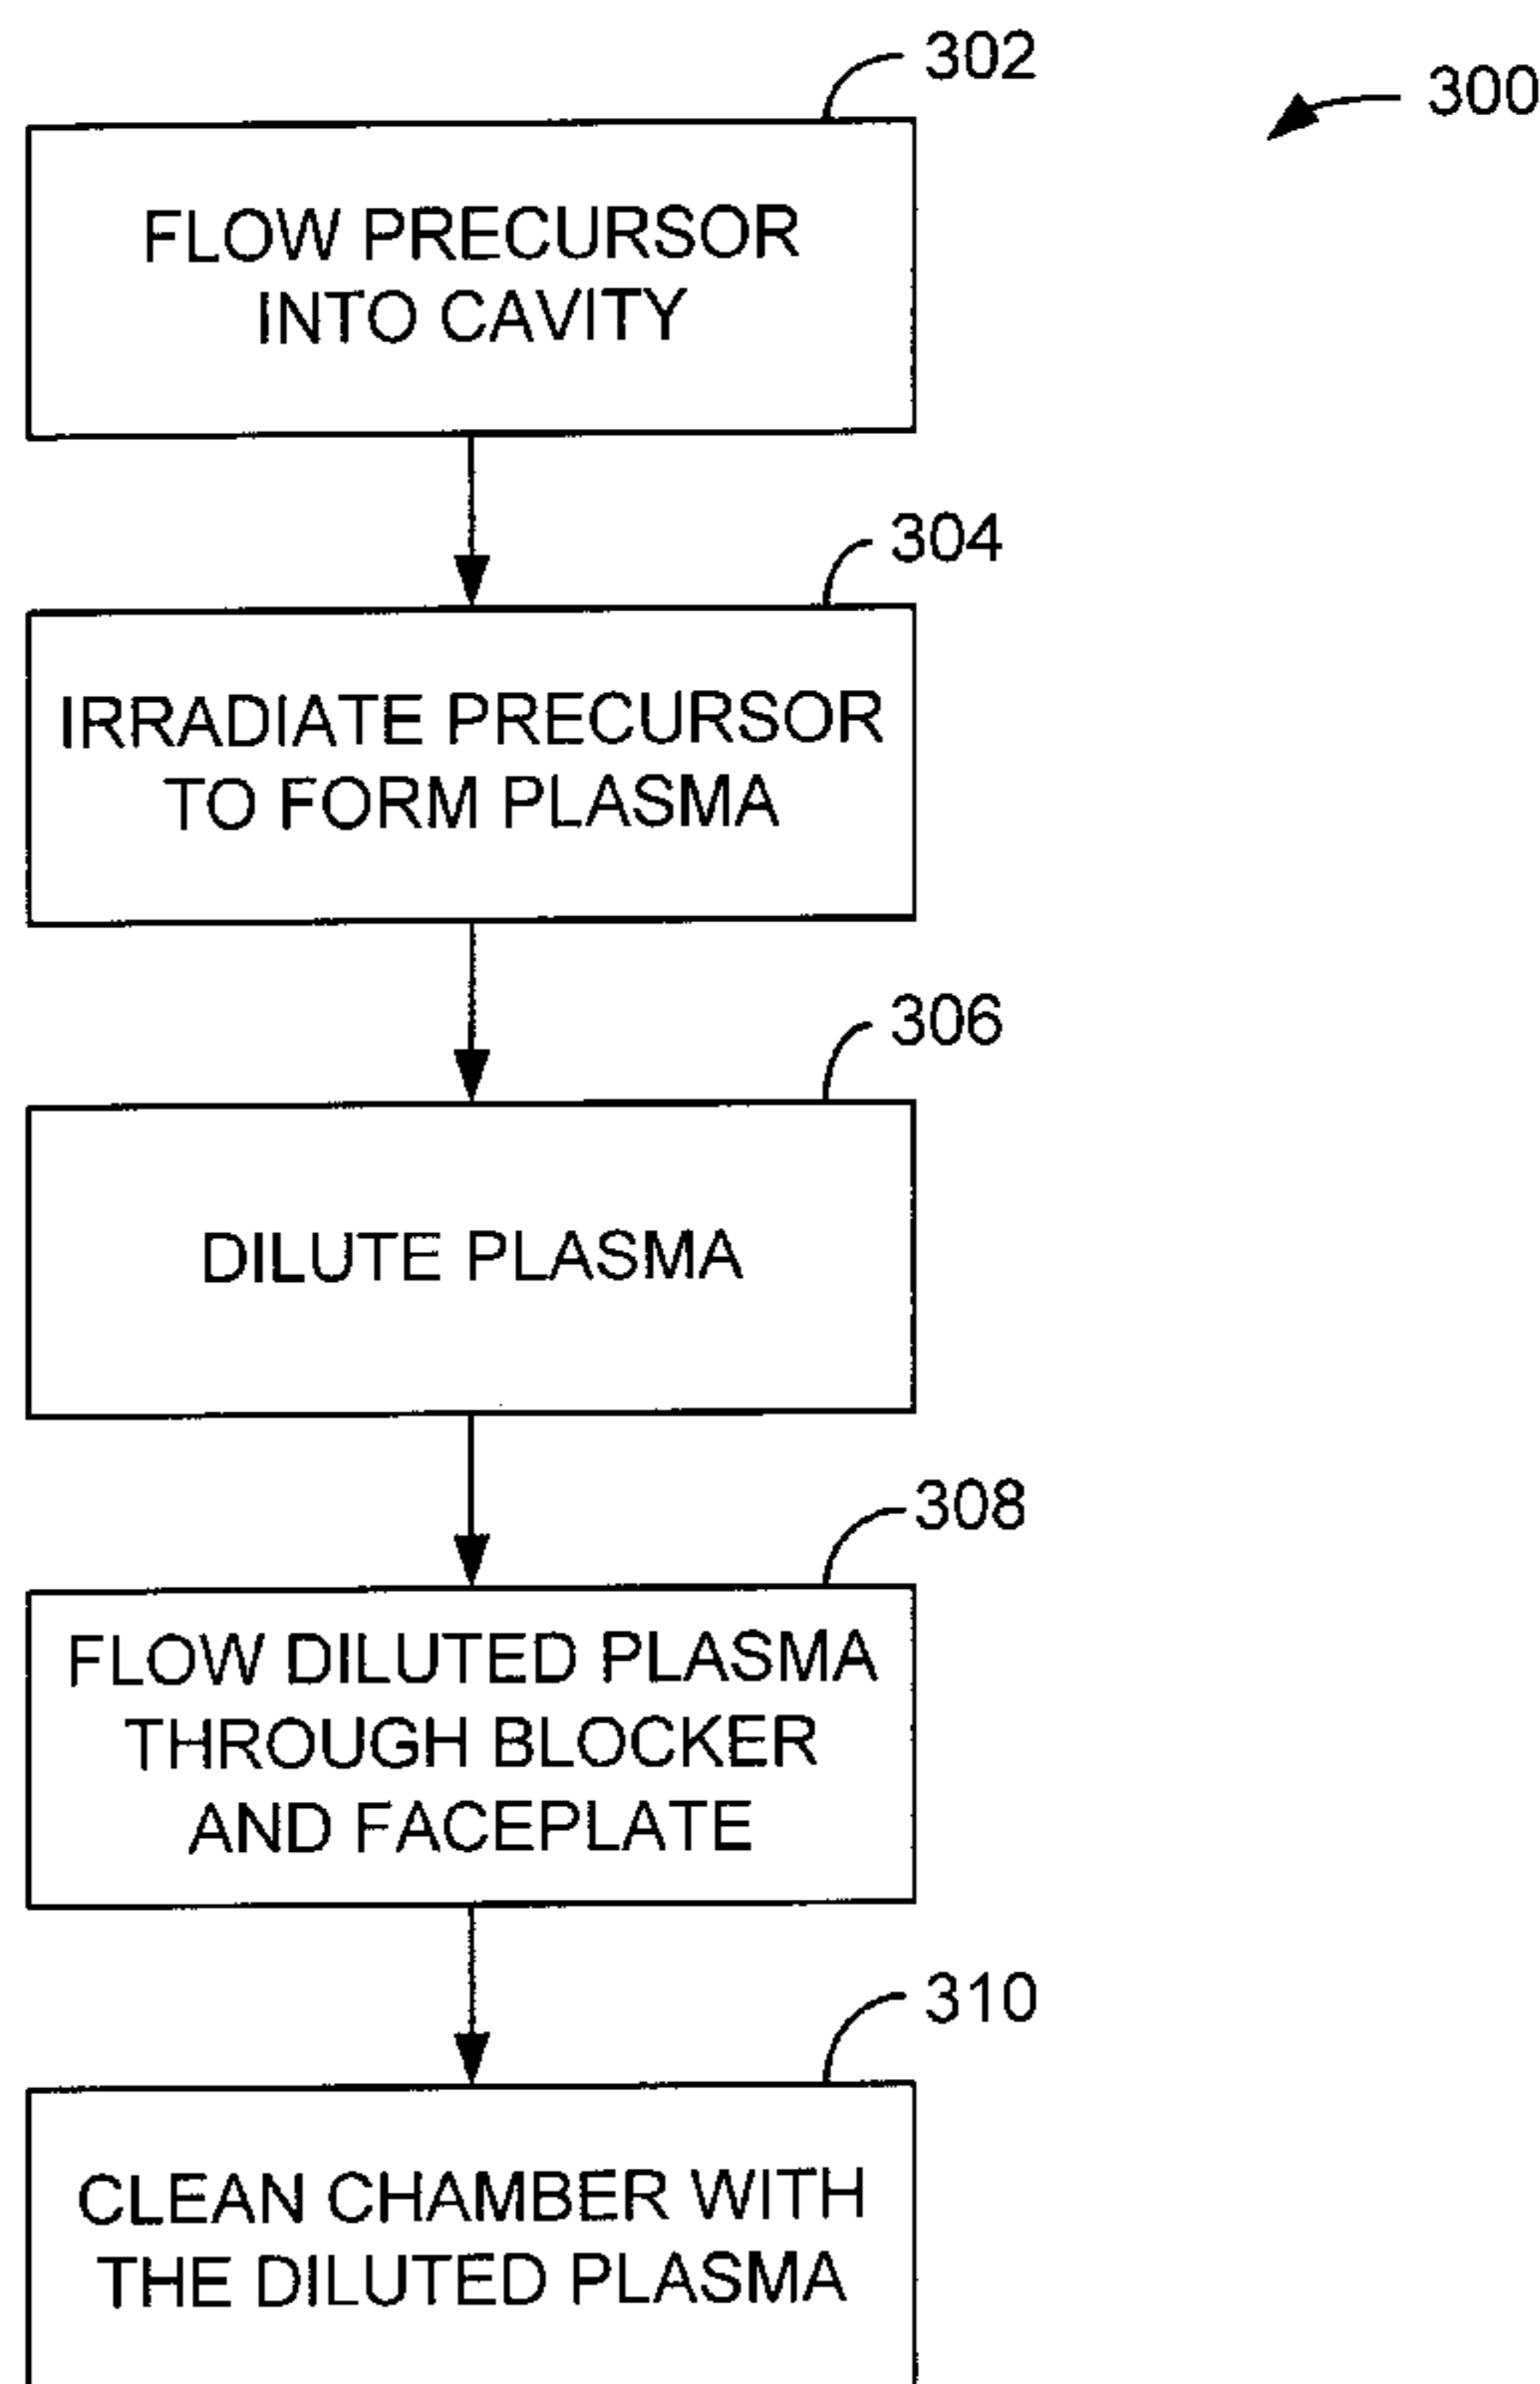 302
300
FLOW PRECURSOR
INTO CAVITY
304
IRRADIATE PRECURSOR
TO FORM PLASMA
306
DILUTE PLASMA
308
FLOW DILUTED PLASMA
THROUGH BLOCKER
AND FACEPLATE
310
CLEAN CHAMBER WITH
THE DILUTED PLASMA